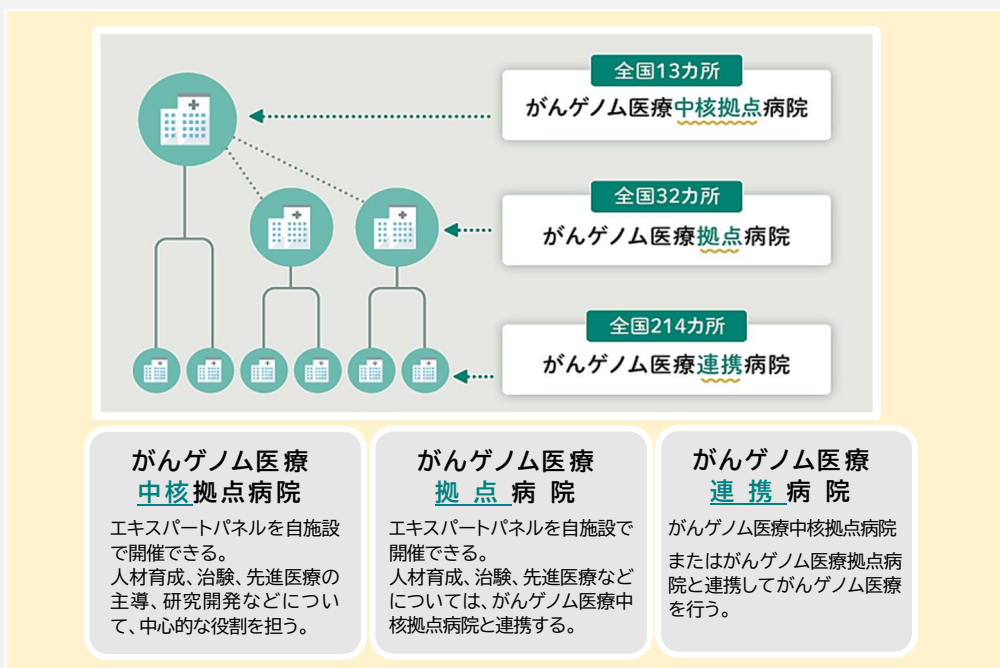 全国13カ所
がんゲノム医療中核拠点病院
全国32カ所
がんゲノム医療拠点病院
全国214カ所
がんゲノム医療連携病院
がんゲノム医療
中核拠点病院
エキスパートパネルを自施設
で開催できる。
人材育成、治験、先進医療の
主導、研究開発などについ
て、中心的な役割を担う。
がんゲノム医療
拠点病院
エキスパートパネルを自施設で
開催できる。
人材育成、治験、先進医療など
については、がんゲノム医療中
核拠点病院と連携する。
がんゲノム医療
連携病院
がんゲノム医療中核拠点病院
またはがんゲノム医療拠点病
院と連携してがんゲノム医療
を行う。